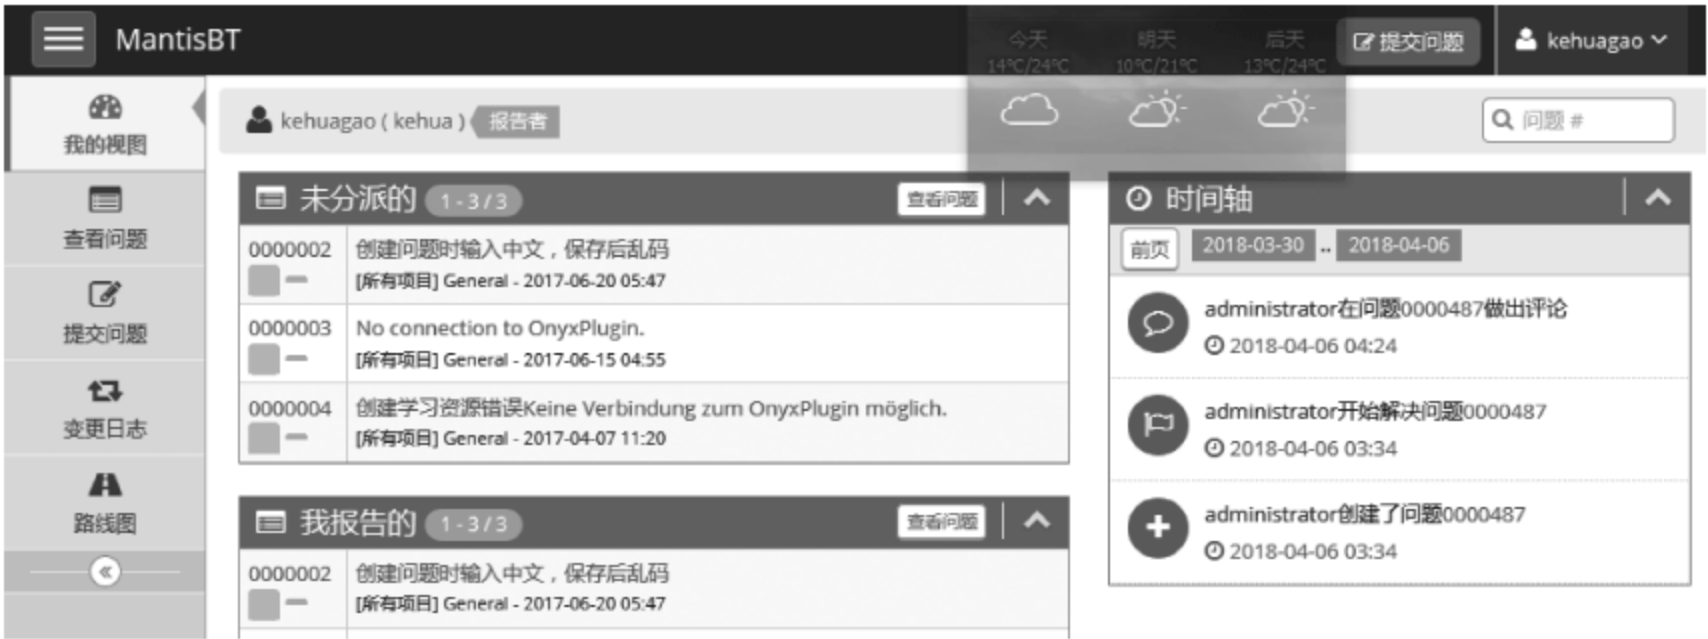 MantisBT
今天 明天 后天
14°C/24°C 10°C/21°C 13°C/24°C
提交问题
kehuagao
我的视图
查看问题
提交问题
变更日志
路线图
kehuagao ( kehua ) 报告者
问题 #
未分派的 1 - 3 / 3 查看问题
0000002 创建问题时输入中文，保存后乱码
[所有项目] General - 2017-06-20 05:47
0000003 No connection to OnyxPlugin.
[所有项目] General - 2017-06-15 04:55
0000004 创建学习资源错误Keine Verbindung zum OnyxPlugin möglich.
[所有项目] General - 2017-04-07 11:20
我报告的 1 - 3 / 3 查看问题
0000002 创建问题时输入中文，保存后乱码
[所有项目] General - 2017-06-20 05:47
时间轴
前页 2018-03-30 .. 2018-04-06
administrator在问题0000487做出评论
2018-04-06 04:24
administrator开始解决问题0000487
2018-04-06 03:34
administrator创建了问题0000487
2018-04-06 03:34